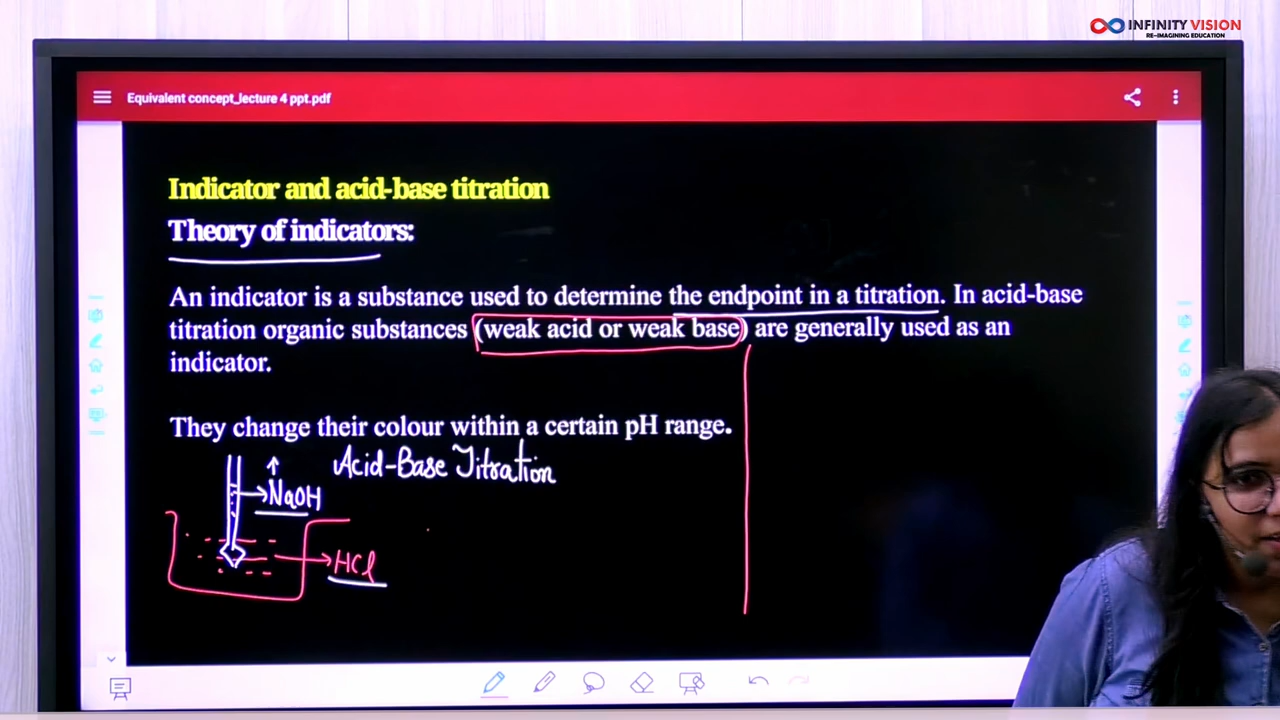 INFINITY VISION
RE-IMAGINING EDUCATION
Equivalent concept_lecture 4 ppt.pdf
Indicator and acid-base titration
Theory of indicators:
An indicator is a substance used to determine the endpoint in a titration. In acid-base
titration organic substances (weak acid or weak base) are generally used as an
indicator.
They change their colour within a certain pH range.
Acid-Base Titration
NaOH
HCl